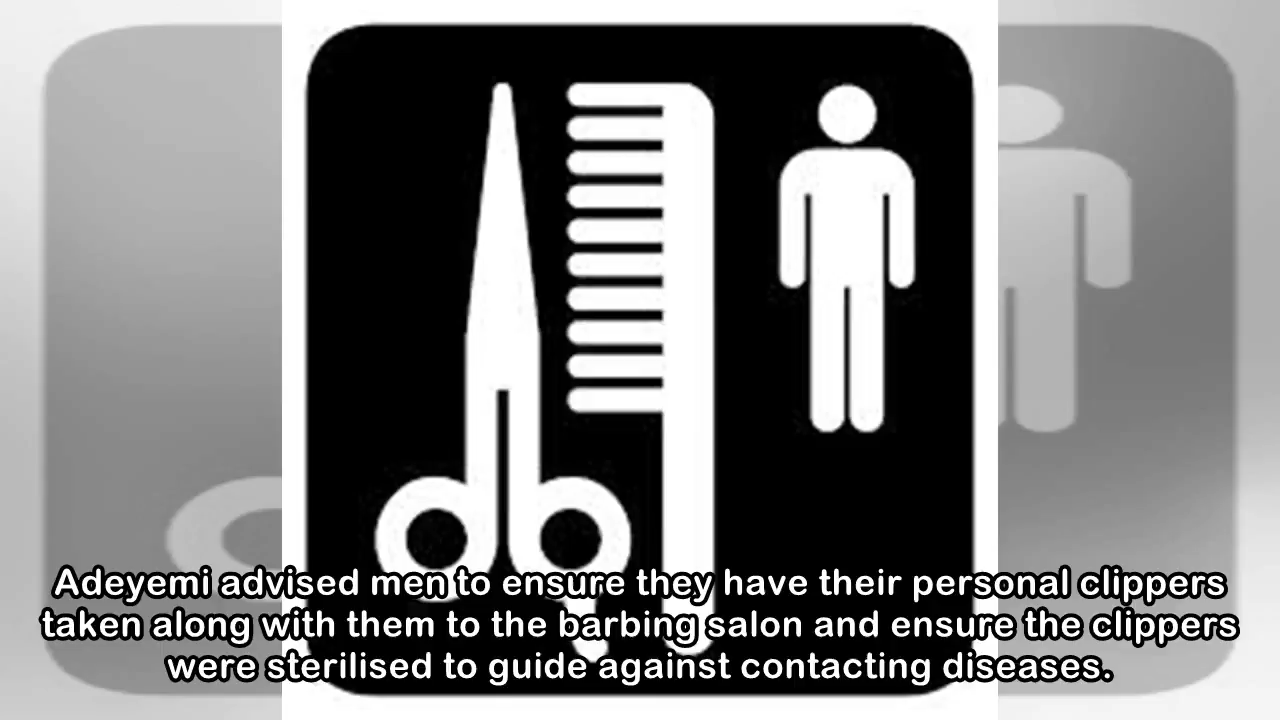 Adeyemi advised men to ensure they have their personal clippers
taken along with them to the barbing salon and ensure the clippers
were sterilised to guide against contacting diseases.